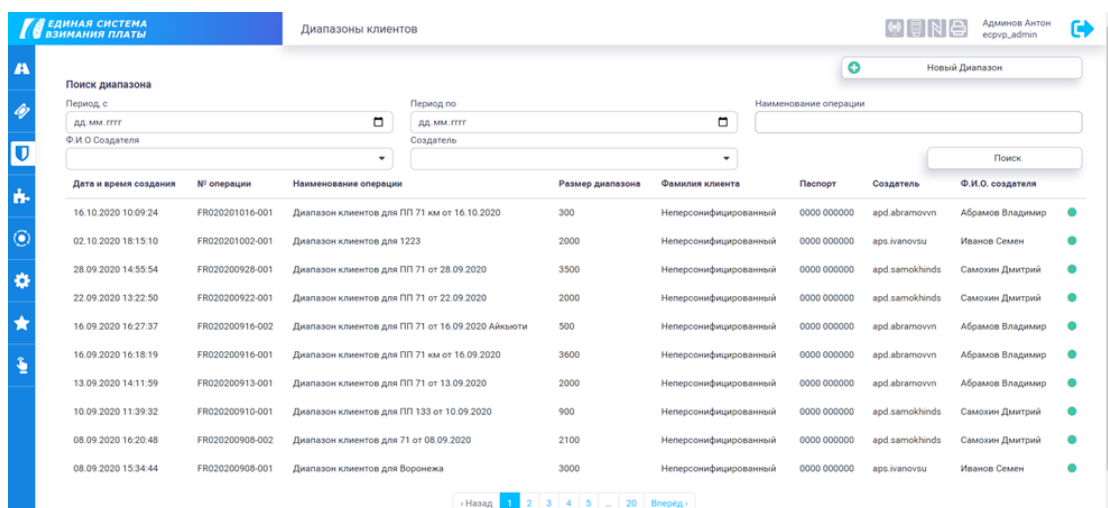 ЕДИНАЯ СИСТЕМА
ВЗИМАНИЯ ПЛАТЫ
Диапазоны клиентов
Админов Антон
ecpvp_admin
Новый Диапазон
Поиск диапазона
Период, с
Период по
Наименование операции
дд.мм.гггг
дд.мм.гггг
Ф.И.О Создателя
Создатель
Поиск
Дата и время создания № операции Наименование операции Размер диапазона Фамилия клиента Паспорт Создатель Ф.И.О. создателя
16.10.2020 10:09:24 FR020201016-001 Диапазон клиентов для ПП 71 км от 16.10.2020 300 Неперсонифицированный 0000 000000 apd.abramovvn Абрамов Владимир
02.10.2020 18:15:10 FR020201002-001 Диапазон клиентов для 1223 2000 Неперсонифицированный 0000 000000 aps.ivanovsu Иванов Семен
28.09.2020 14:55:54 FR020200928-001 Диапазон клиентов для ПП 71 от 28.09.2020 3500 Неперсонифицированный 0000 000000 apd.samokhinds Самохин Дмитрий
22.09.2020 13:22:50 FR020200922-001 Диапазон клиентов для ПП 71 от 22.09.2020 2000 Неперсонифицированный 0000 000000 apd.samokhinds Самохин Дмитрий
16.09.2020 16:27:37 FR020200916-002 Диапазон клиентов для ПП 71 от 16.09.2020 Айкьюти 500 Неперсонифицированный 0000 000000 apd.abramovvn Абрамов Владимир
16.09.2020 16:18:19 FR020200916-001 Диапазон клиентов для ПП 71 км от 16.09.2020 3600 Неперсонифицированный 0000 000000 apd.abramovvn Абрамов Владимир
13.09.2020 14:11:59 FR020200913-001 Диапазон клиентов для ПП 71 от 13.09.2020 2000 Неперсонифицированный 0000 000000 apd.abramovvn Абрамов Владимир
10.09.2020 11:39:32 FR020200910-001 Диапазон клиентов для ПП 133 от 10.09.2020 900 Неперсонифицированный 0000 000000 apd.samokhinds Самохин Дмитрий
08.09.2020 16:20:48 FR020200908-002 Диапазон клиентов для 71 от 08.09.2020 2100 Неперсонифицированный 0000 000000 apd.samokhinds Самохин Дмитрий
08.09.2020 15:34:44 FR020200908-001 Диапазон клиентов для Воронежа 3000 Неперсонифицированный 0000 000000 aps.ivanovsu Иванов Семен
‹ Назад 1 2 3 4 5 ... 20 Вперёд ›